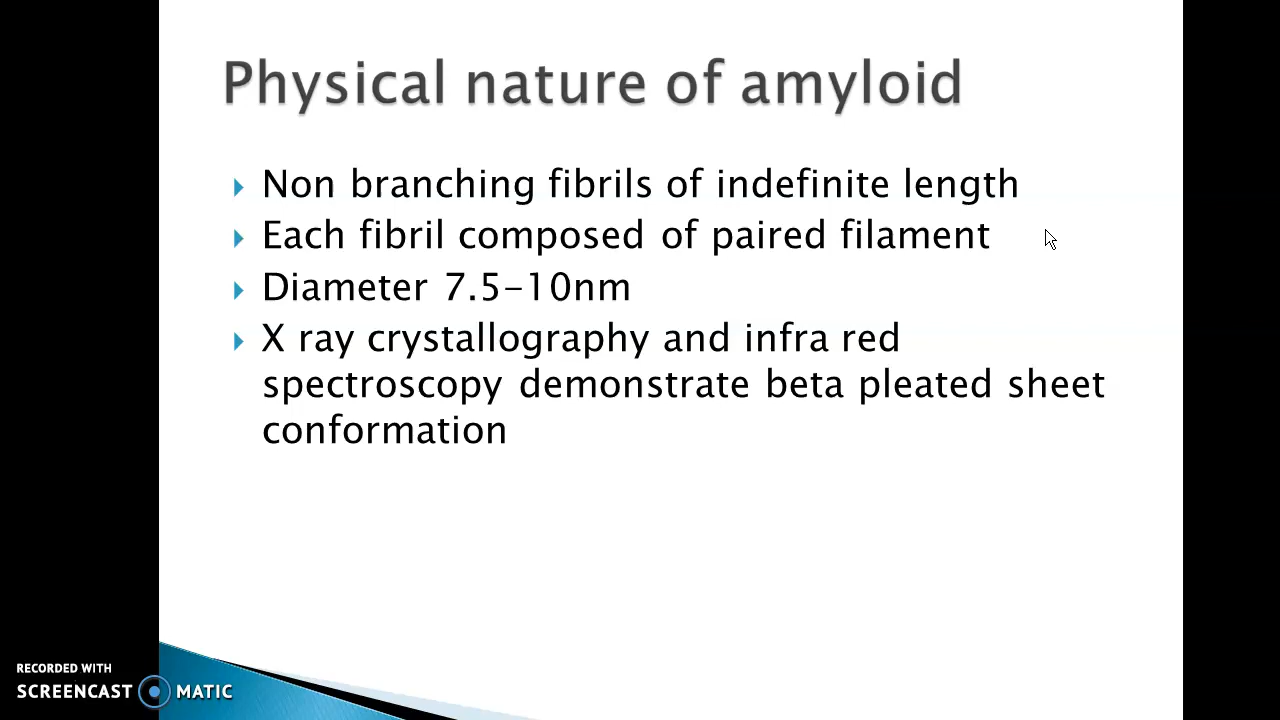 Physical nature of amyloid
Non branching fibrils of indefinite length
Each fibril composed of paired filament
Diameter 7.5-10nm
X ray crystallography and infra red
spectroscopy demonstrate beta pleated sheet
conformation
RECORDED WITH
SCREENCAST MATIC